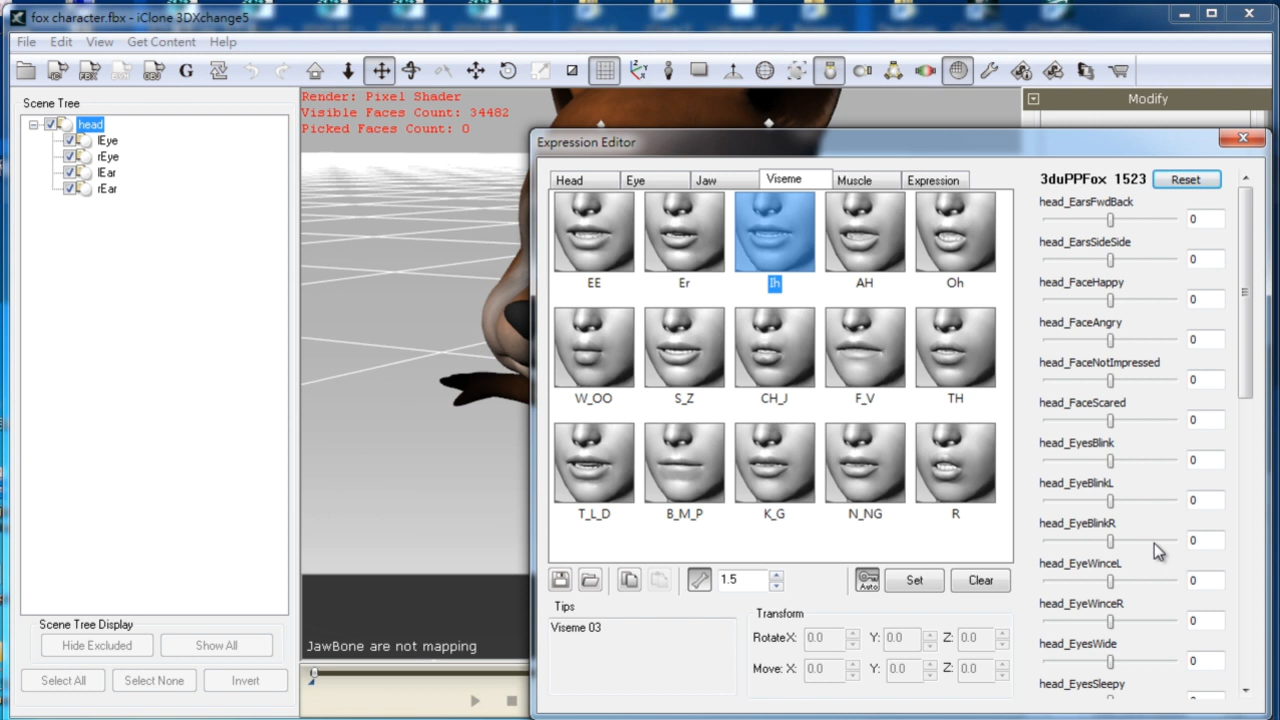 fox character.fbx - iClone 3DXchange5
File Edit View Get Content Help
Scene Tree
head
lEye
rEye
lEar
rEar
Scene Tree Display
Hide Excluded Show All
Select All Select None Invert
Render: Pixel Shader
Visible Faces Count: 34482
Picked Faces Count: 0
JawBone are not mapping
Modify
Expression Editor
Head Eye Jaw Viseme Muscle Expression
EE Er Ih AH Oh
W_OO S_Z CH_J F_V TH
T_L_D B_M_P K_G N_NG R
1.5 Auto Set Clear
Tips
Viseme 03
Transform
RotateX: 0.0 Y: 0.0 Z: 0.0
Move: X: 0.0 Y: 0.0 Z: 0.0
3duPPFox 1523 Reset
head_EarsFwdBack
0
head_EarsSideSide
0
head_FaceHappy
0
head_FaceAngry
0
head_FaceNotImpressed
0
head_FaceScared
0
head_EyesBlink
0
head_EyeBlinkL
0
head_EyeBlinkR
0
head_EyeWinceL
0
head_EyeWinceR
0
head_EyesWide
0
head_EyesSleepy